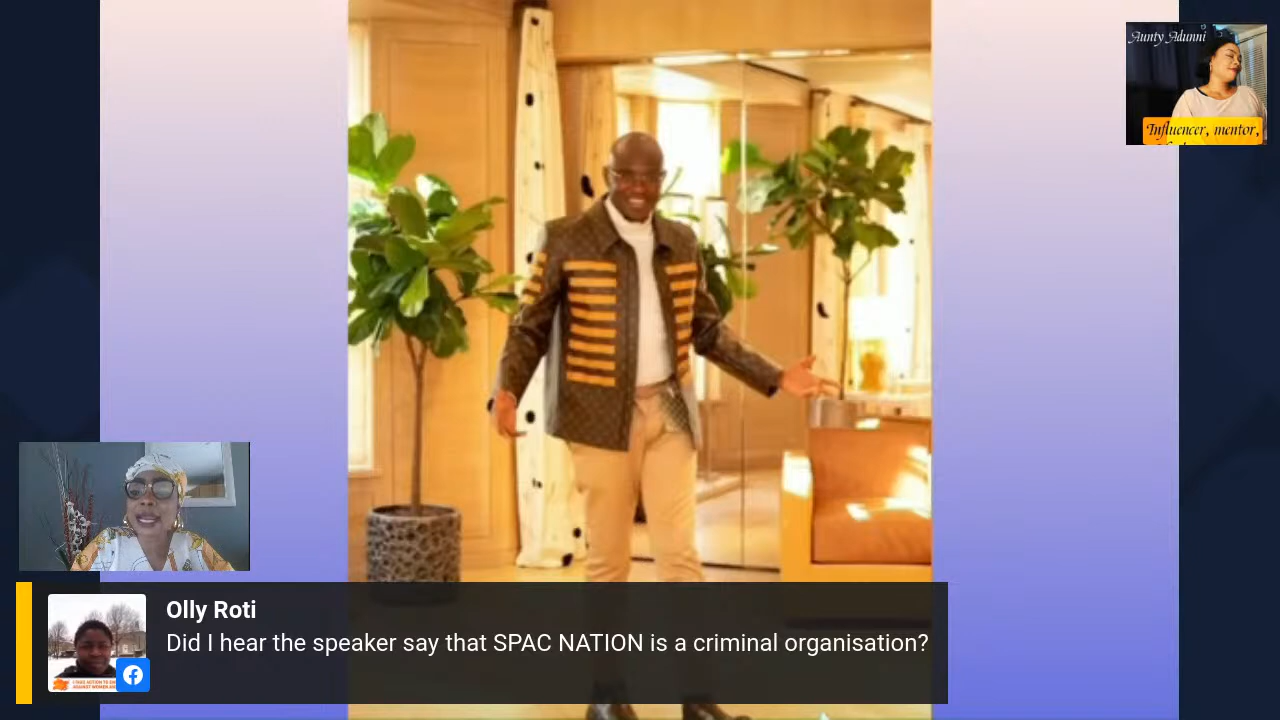 Aunty Adunni
Influencer, mentor,
Olly Roti
Did I hear the speaker say that SPAC NATION is a criminal organisation?